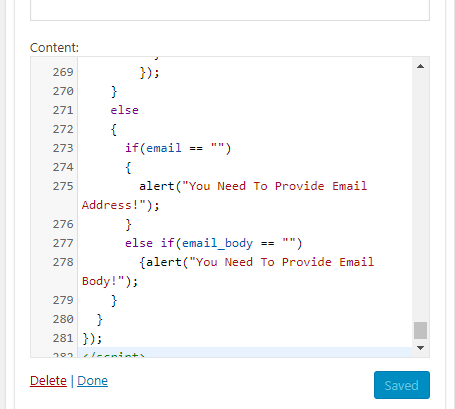 Content:
269 });
270 }
271 else
272 {
273 if(email == "")
274 {
275 alert("You Need To Provide Email
Address!");
276 }
277 else if(email_body == "")
278 {alert("You Need To Provide Email
Body!");
279 }
280 }
281 });
282 </script>
Delete | Done
Saved